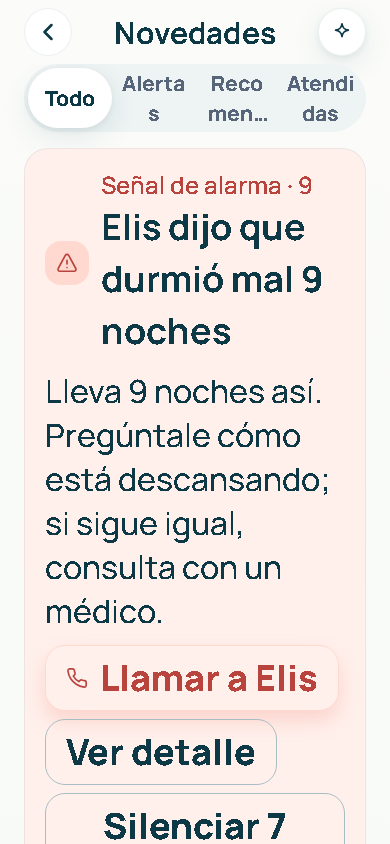 Novedades
Todo
Alerta
s
Reco
men…
Atendi
das
Señal de alarma · 9
Elis dijo que
durmió mal 9
noches
Lleva 9 noches así.
Pregúntale cómo
está descansando;
si sigue igual,
consulta con un
médico.
Llamar a Elis
Ver detalle
Silenciar 7